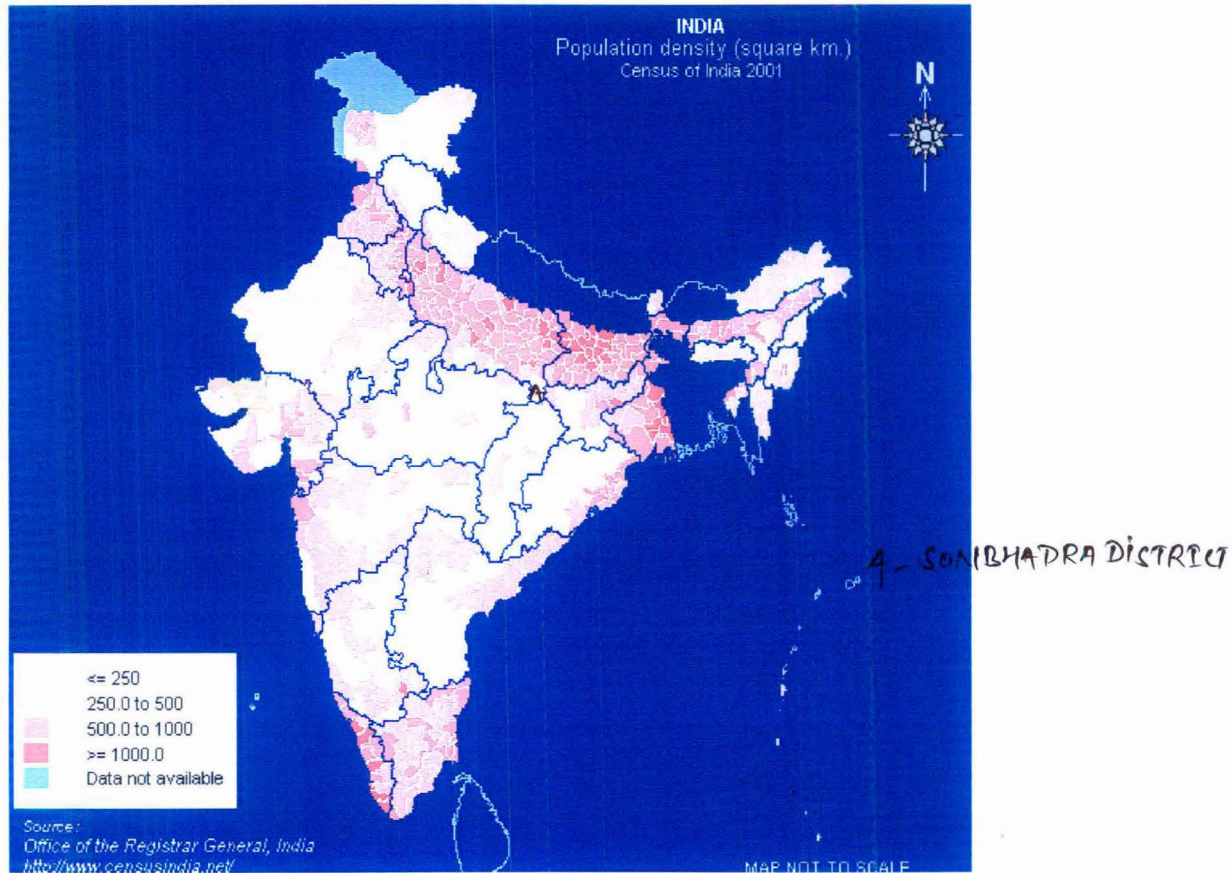 INDIA
Population density (square km.)
Census of India 2001
N
4 - SONBHADRA DISTRICT
<= 250
250.0 to 500
500.0 to 1000
>= 1000.0
Data not available
Source:
Office of the Registrar General, India
http://www.censusindia.net/
MAP NOT TO SCALE